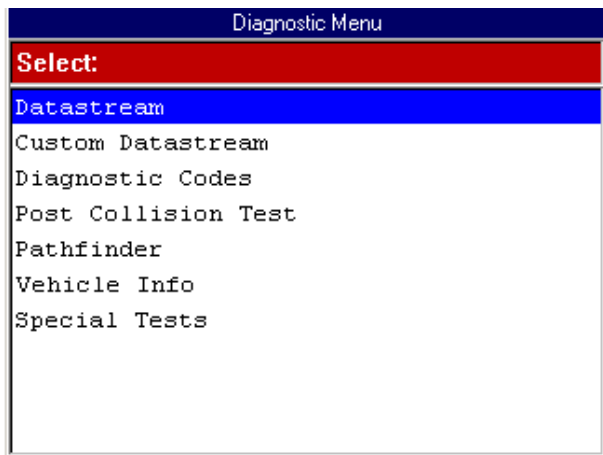 Diagnostic Menu
Select:
Datastream
Custom Datastream
Diagnostic Codes
Post Collision Test
Pathfinder
Vehicle Info
Special Tests